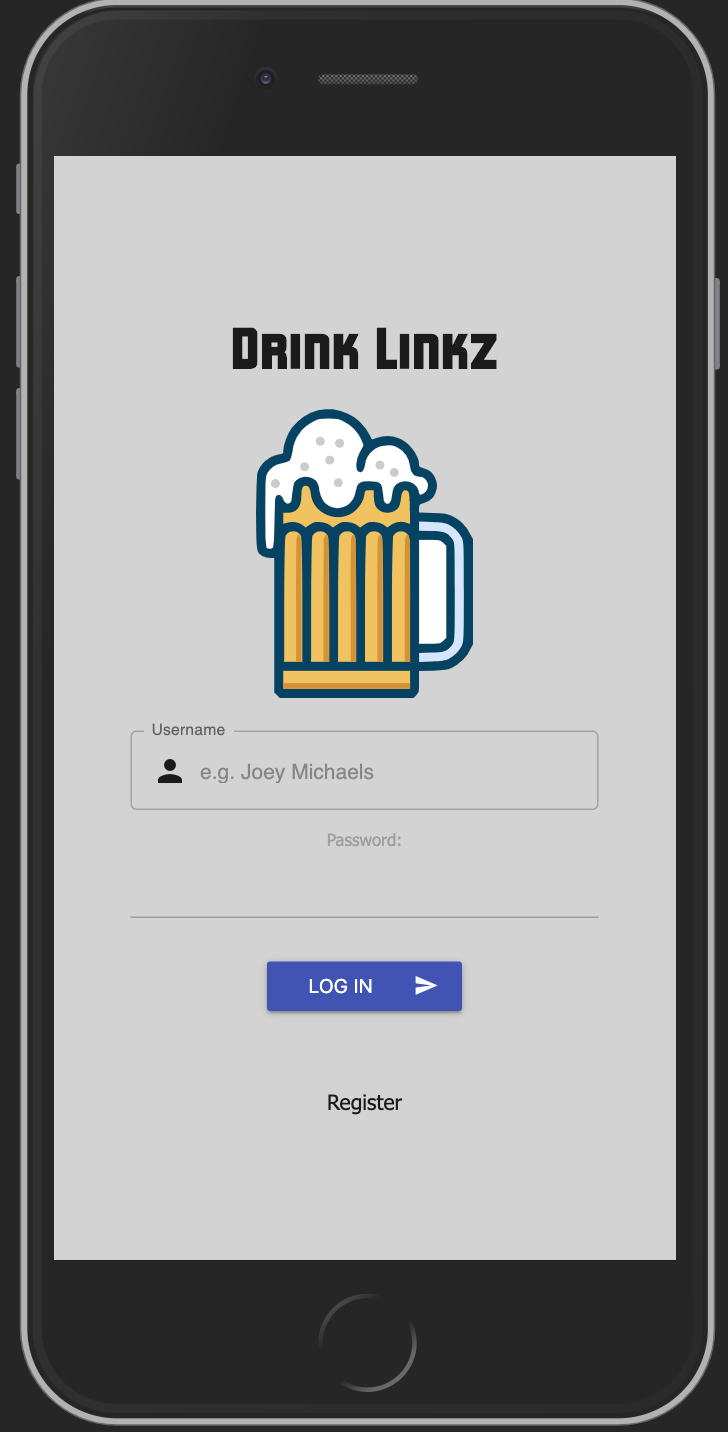 Drink Linkz
Username
e.g. Joey Michaels
Password:
LOG IN
Register